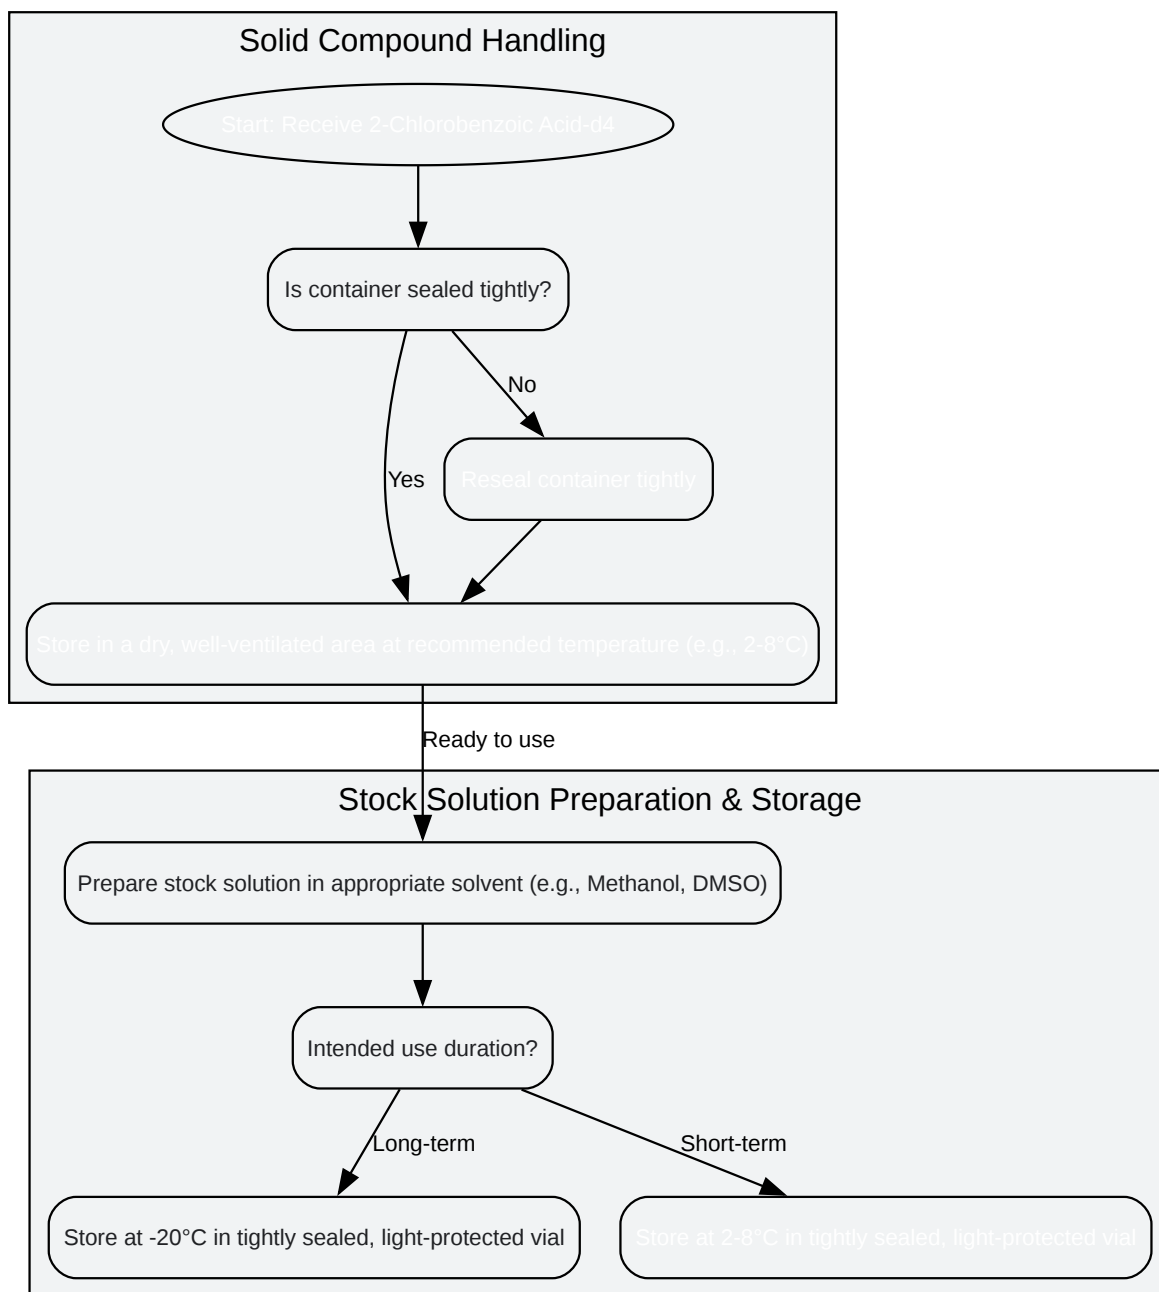 Solid Compound Handling
Start: Receive 2-Chlorobenzoic Acid-d4
Is container sealed tightly?
No
Yes
Reseal container tightly
Store in a dry, well-ventilated area at recommended temperature (e.g., 2-8°C)
Ready to use
Stock Solution Preparation & Storage
Prepare stock solution in appropriate solvent (e.g., Methanol, DMSO)
Intended use duration?
Long-term
Short-term
Store at -20°C in tightly sealed, light-protected vial
Store at 2-8°C in tightly sealed, light-protected vial